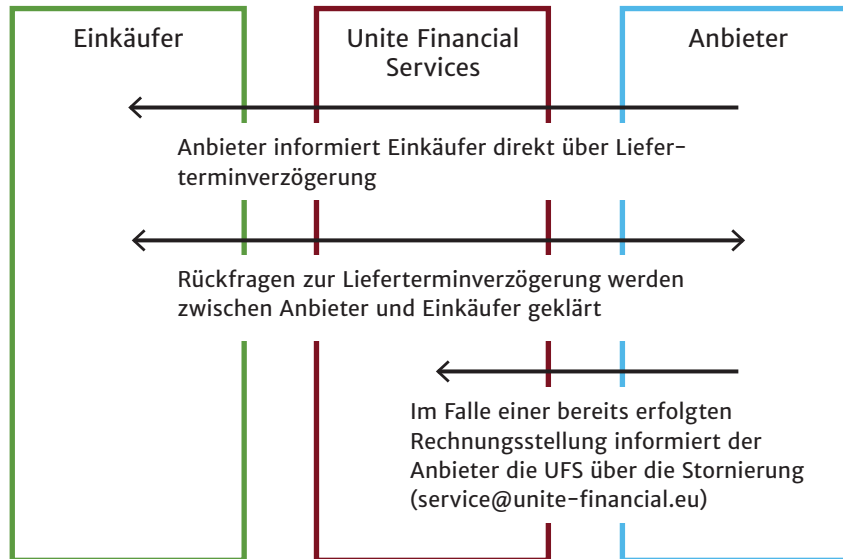 Einkäufer
Unite Financial
Services
Anbieter
Anbieter informiert Einkäufer direkt über Liefer-
terminverzögerung
Rückfragen zur Lieferterminverzögerung werden
zwischen Anbieter und Einkäufer geklärt
Im Falle einer bereits erfolgten
Rechnungsstellung informiert der
Anbieter die UFS über die Stornierung
(service@unite-financial.eu)